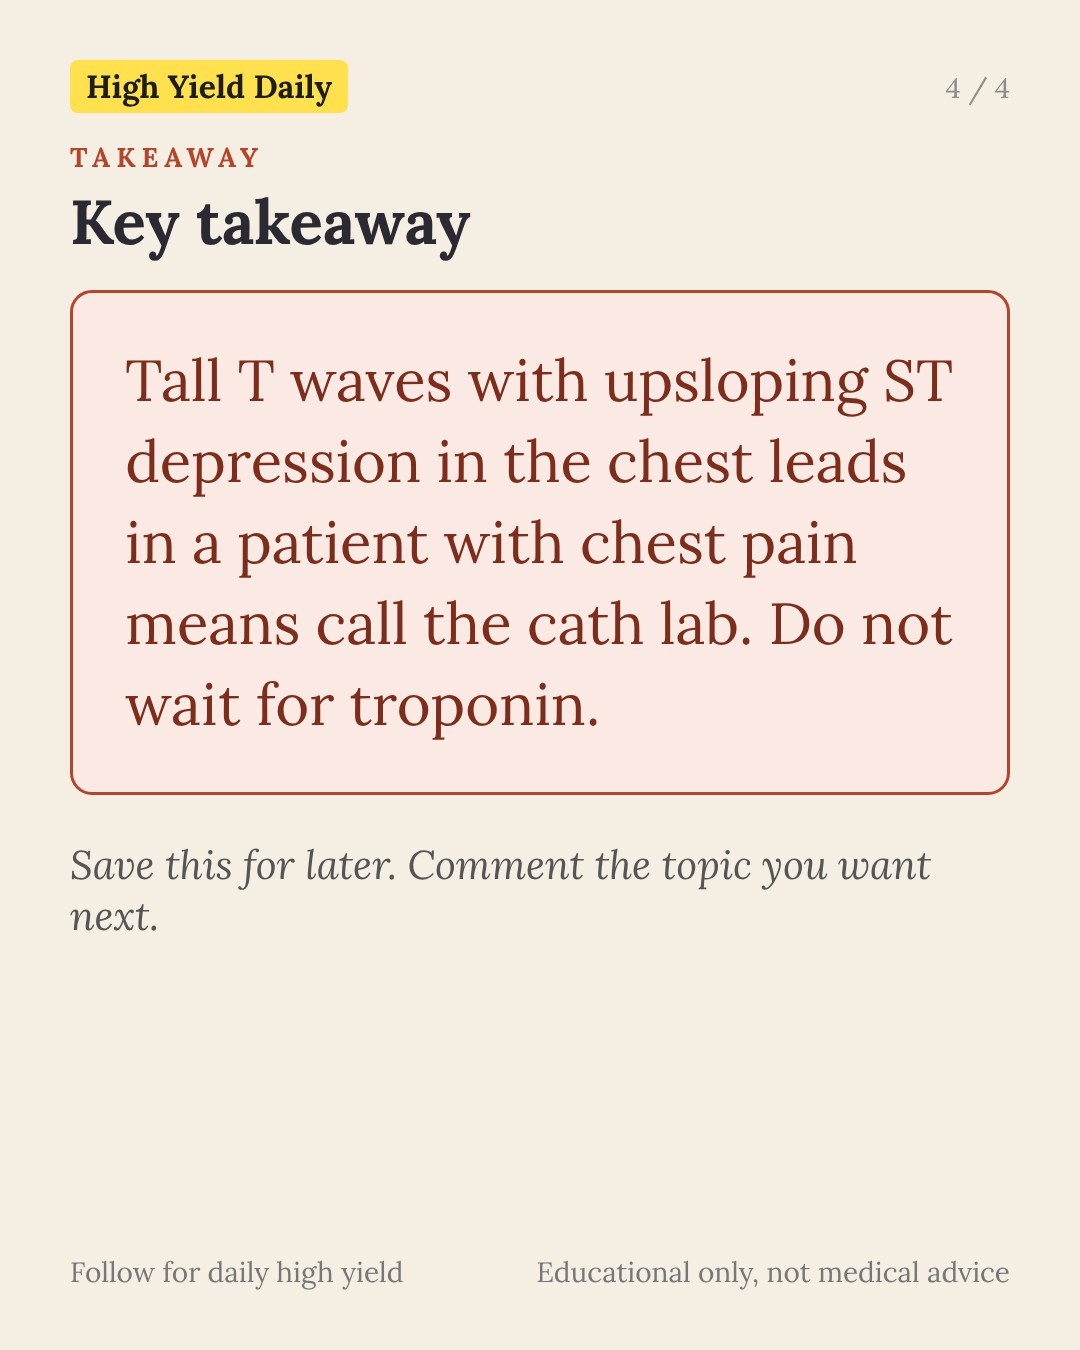 High Yield Daily
4 / 4
TAKEAWAY
Key takeaway
Tall T waves with upsloping ST
depression in the chest leads
in a patient with chest pain
means call the cath lab. Do not
wait for troponin.
Save this for later. Comment the topic you want
next.
Follow for daily high yield
Educational only, not medical advice